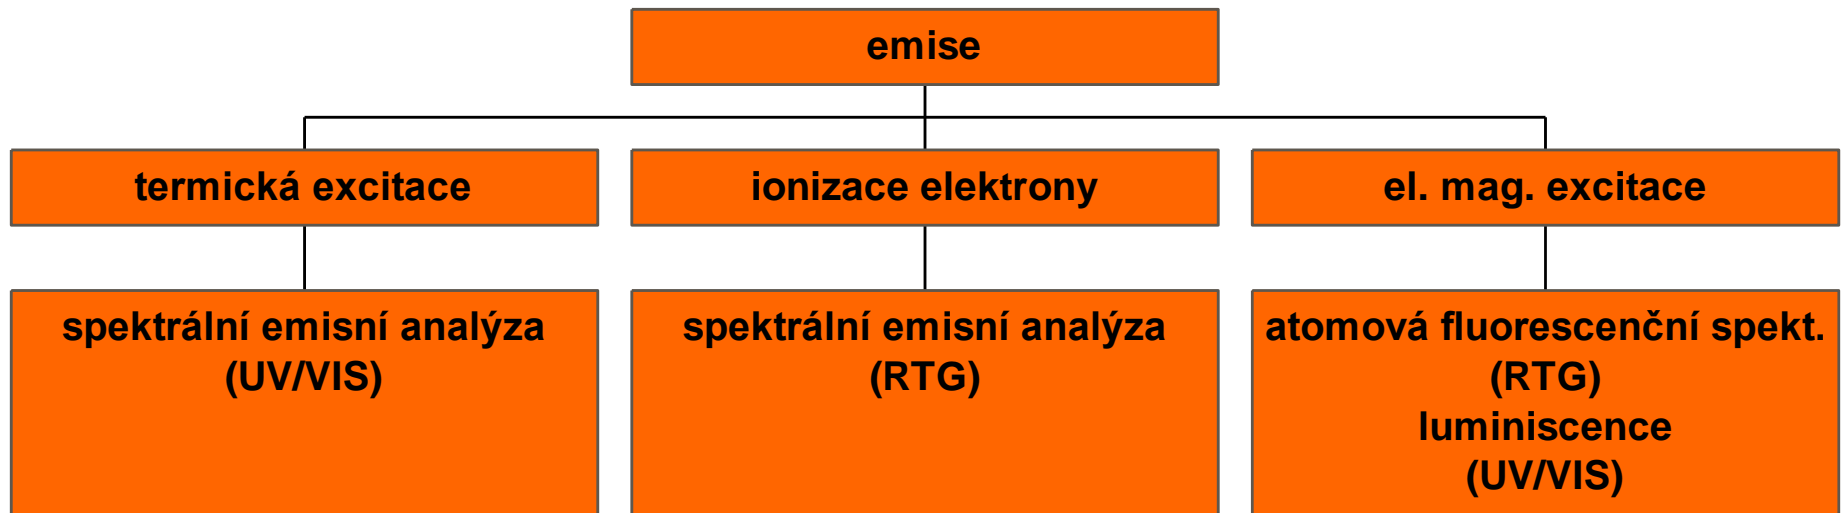 emise
termická excitace
ionizace elektrony
el. mag. excitace
spektrální emisní analýza
(UV/VIS)
spektrální emisní analýza
(RTG)
atomová fluorescenční spekt.
(RTG)
luminiscence
(UV/VIS)